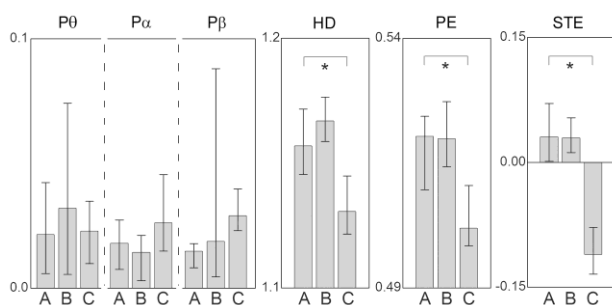 Pθ Pα Pβ HD PE STE
0.1 1.2 0.54 0.15
* * *
0.00
0.0 1.1 0.49 -0.15
A B C A B C A B C A B C A B C A B C